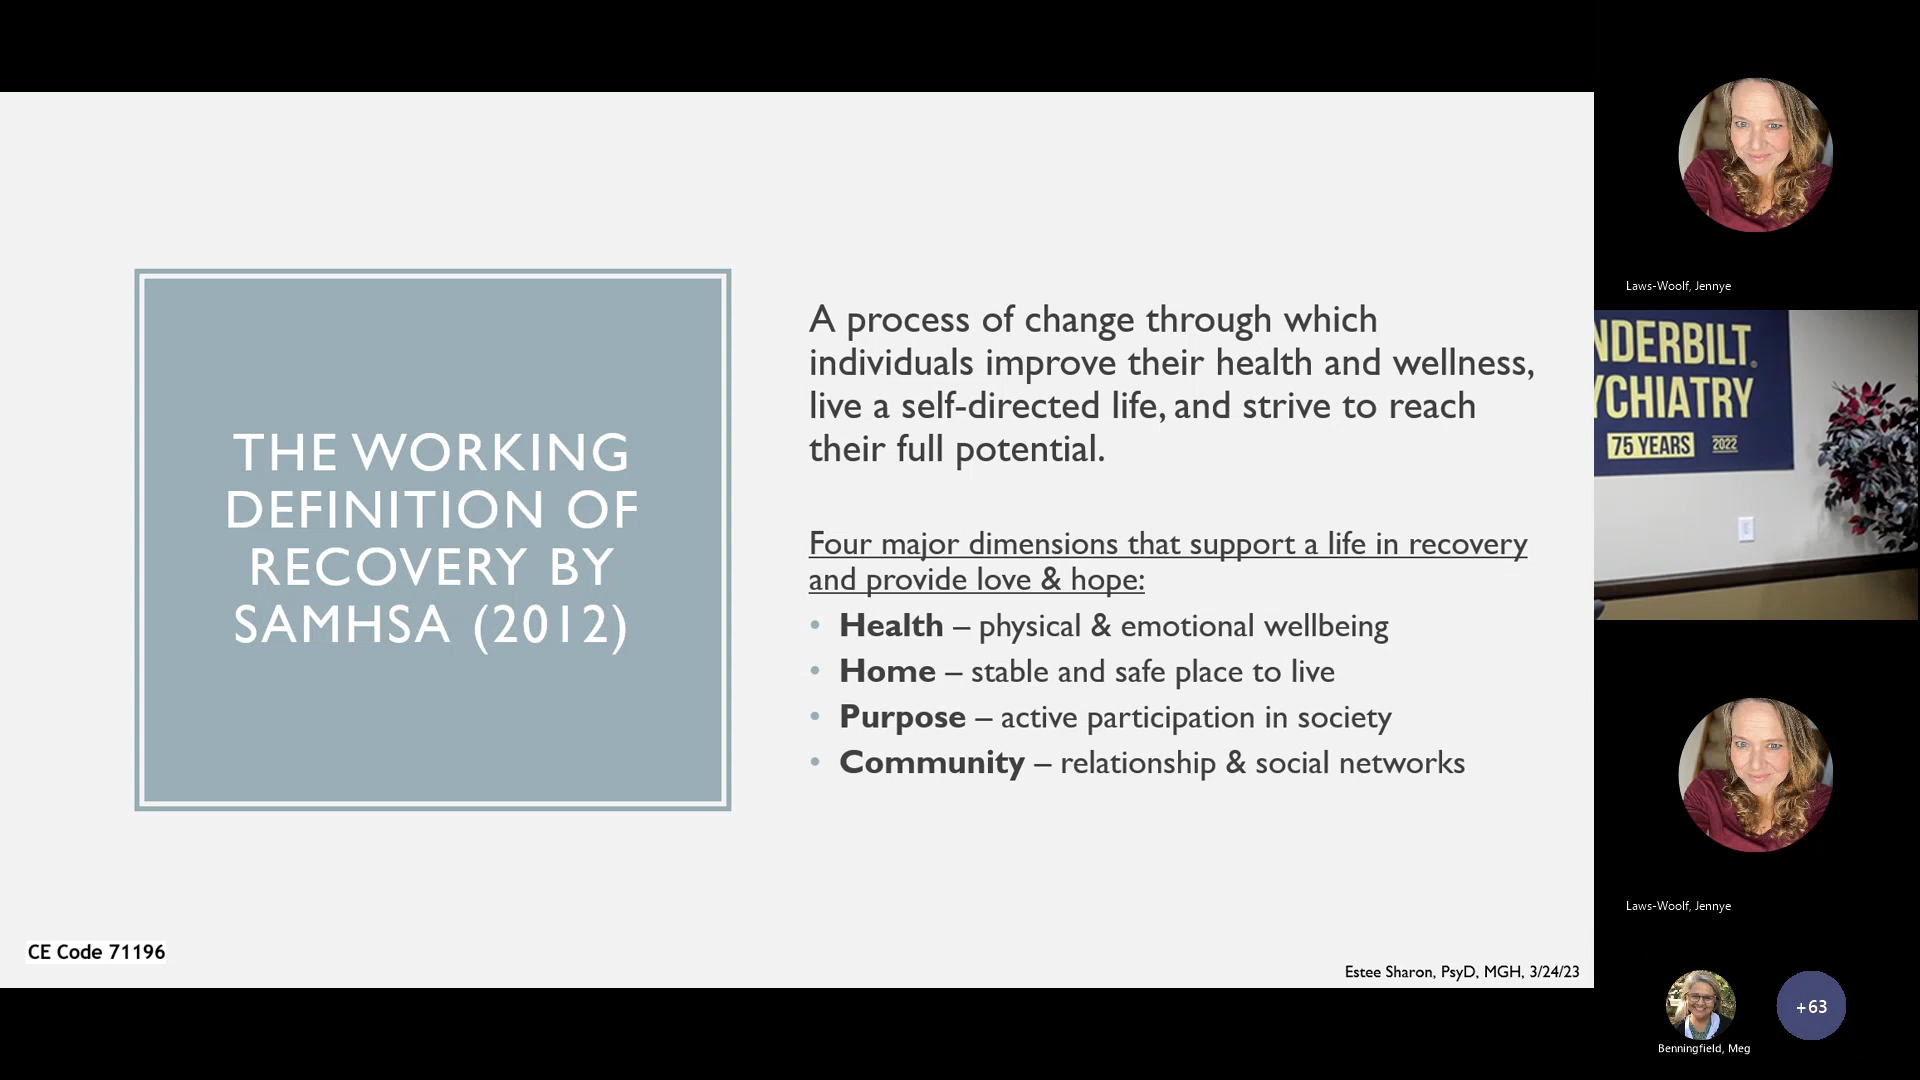 THE WORKING
DEFINITION OF
RECOVERY BY
SAMHSA (2012)
A process of change through which
individuals improve their health and wellness,
live a self-directed life, and strive to reach
their full potential.
Four major dimensions that support a life in recovery
and provide love & hope:
• Health – physical & emotional wellbeing
• Home – stable and safe place to live
• Purpose – active participation in society
• Community – relationship & social networks
CE Code 71196
Estee Sharon, PsyD, MGH, 3/24/23
Laws-Woolf, Jennye
NDERBILT®
YCHIATRY
75 YEARS 2022
Laws-Woolf, Jennye
Benningfield, Meg
+63